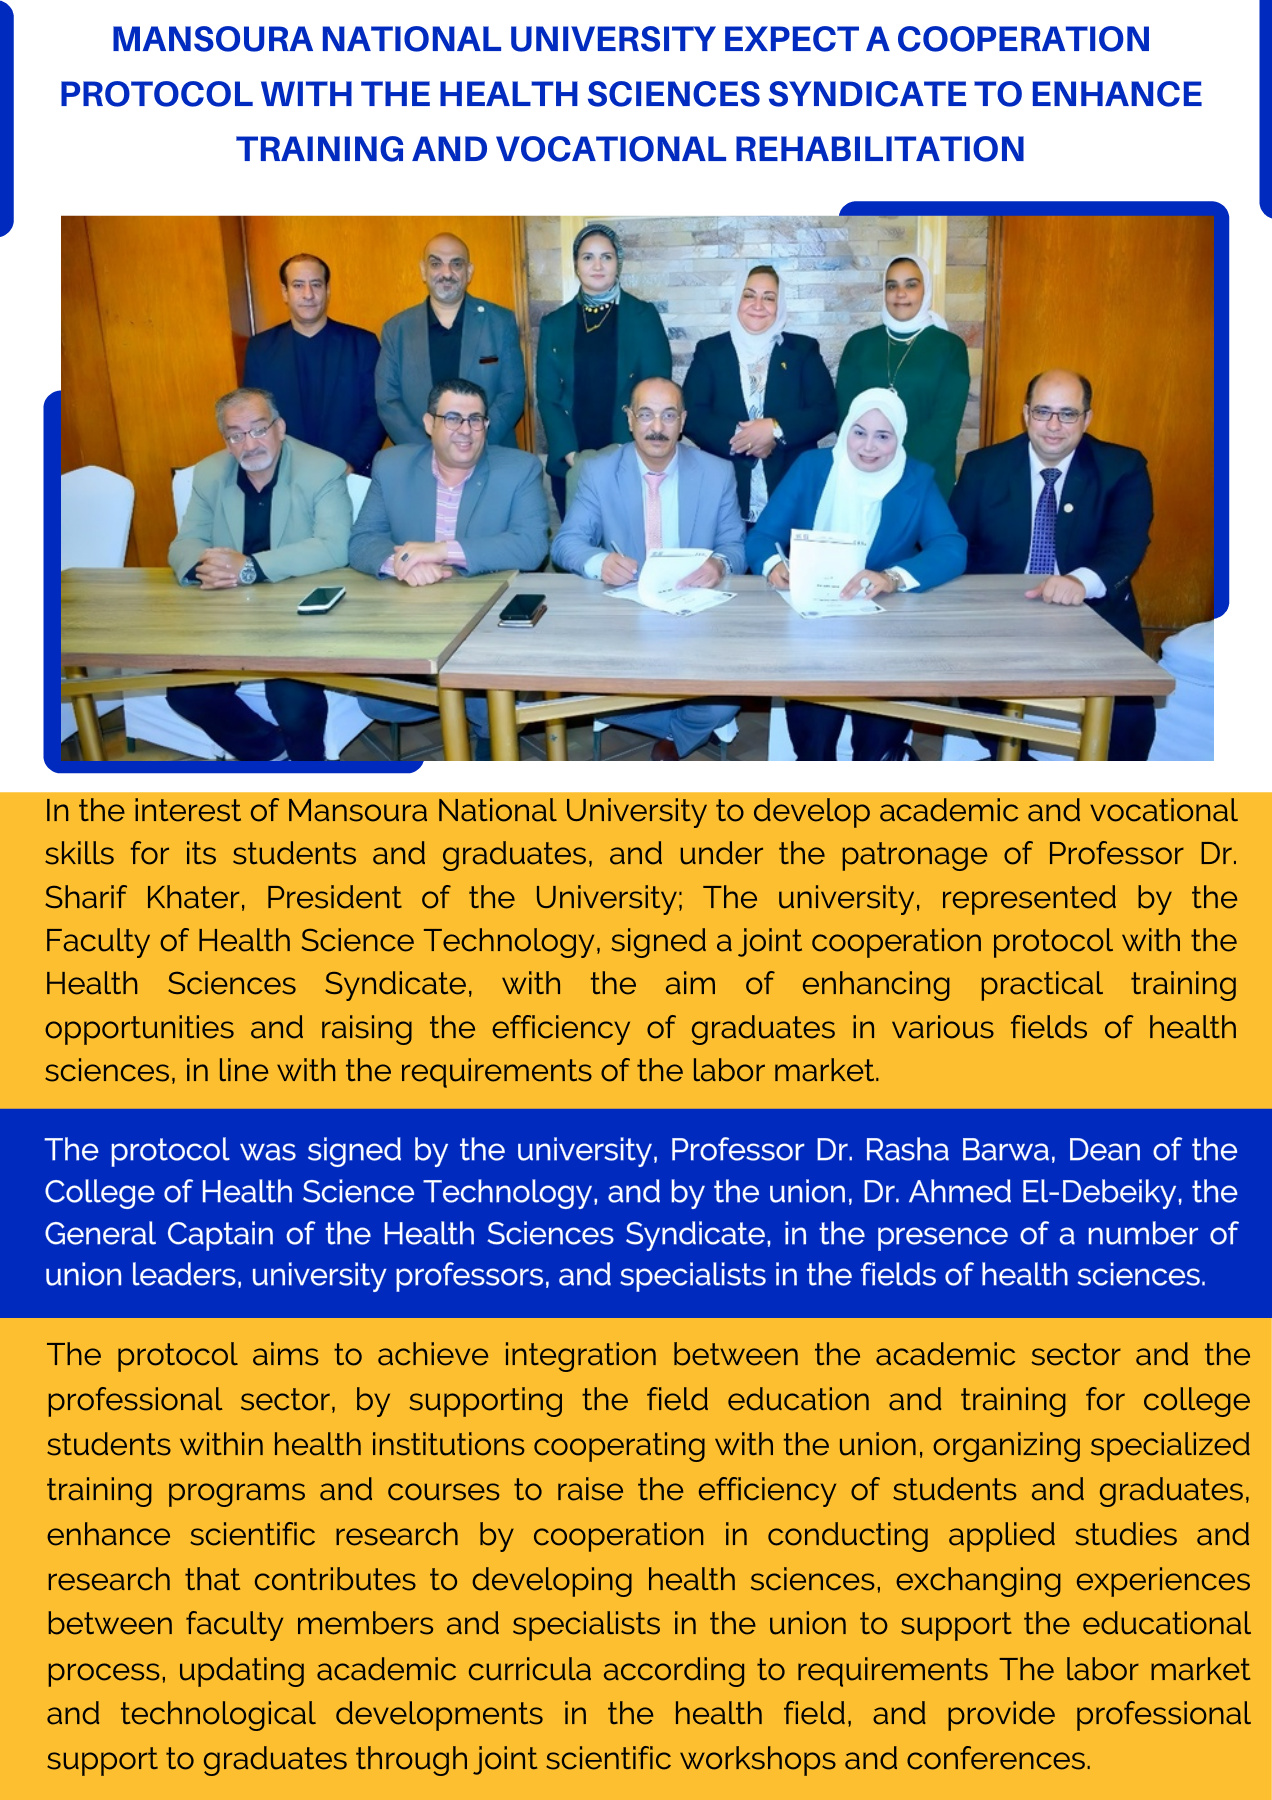 MANSOURA NATIONAL UNIVERSITY EXPECT A COOPERATION
PROTOCOL WITH THE HEALTH SCIENCES SYNDICATE TO ENHANCE
TRAINING AND VOCATIONAL REHABILITATION
In the interest of Mansoura National University to develop academic and vocational
skills for its students and graduates, and under the patronage of Professor Dr.
Sharif Khater, President of the University; The university, represented by the
Faculty of Health Science Technology, signed a joint cooperation protocol with the
Health Sciences Syndicate, with the aim of enhancing practical training
opportunities and raising the efficiency of graduates in various fields of health
sciences, in line with the requirements of the labor market.
The protocol was signed by the university, Professor Dr. Rasha Barwa, Dean of the
College of Health Science Technology, and by the union, Dr. Ahmed El-Debeiky, the
General Captain of the Health Sciences Syndicate, in the presence of a number of
union leaders, university professors, and specialists in the fields of health sciences.
The protocol aims to achieve integration between the academic sector and the
professional sector, by supporting the field education and training for college
students within health institutions cooperating with the union, organizing specialized
training programs and courses to raise the efficiency of students and graduates,
enhance scientific research by cooperation in conducting applied studies and
research that contributes to developing health sciences, exchanging experiences
between faculty members and specialists in the union to support the educational
process, updating academic curricula according to requirements The labor market
and technological developments in the health field, and provide professional
support to graduates through joint scientific workshops and conferences.